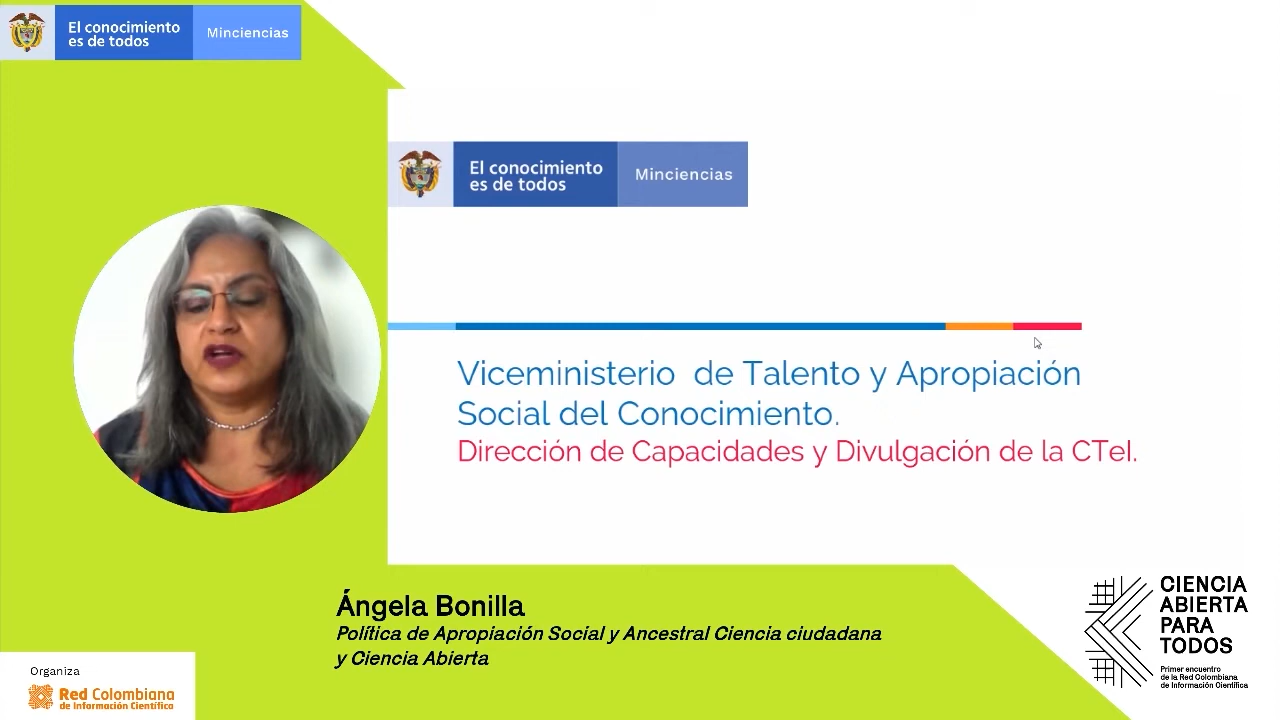 El conocimiento
es de todos
Minciencias
El conocimiento
es de todos
Minciencias
Viceministerio de Talento y Apropiación
Social del Conocimiento.
Dirección de Capacidades y Divulgación de la CTeI.
Ángela Bonilla
Política de Apropiación Social y Ancestral Ciencia ciudadana
y Ciencia Abierta
CIENCIA
ABIERTA
PARA
TODOS
Primer encuentro
de la Red Colombiana
de Información Científica
Organiza
Red Colombiana
de Información Científica